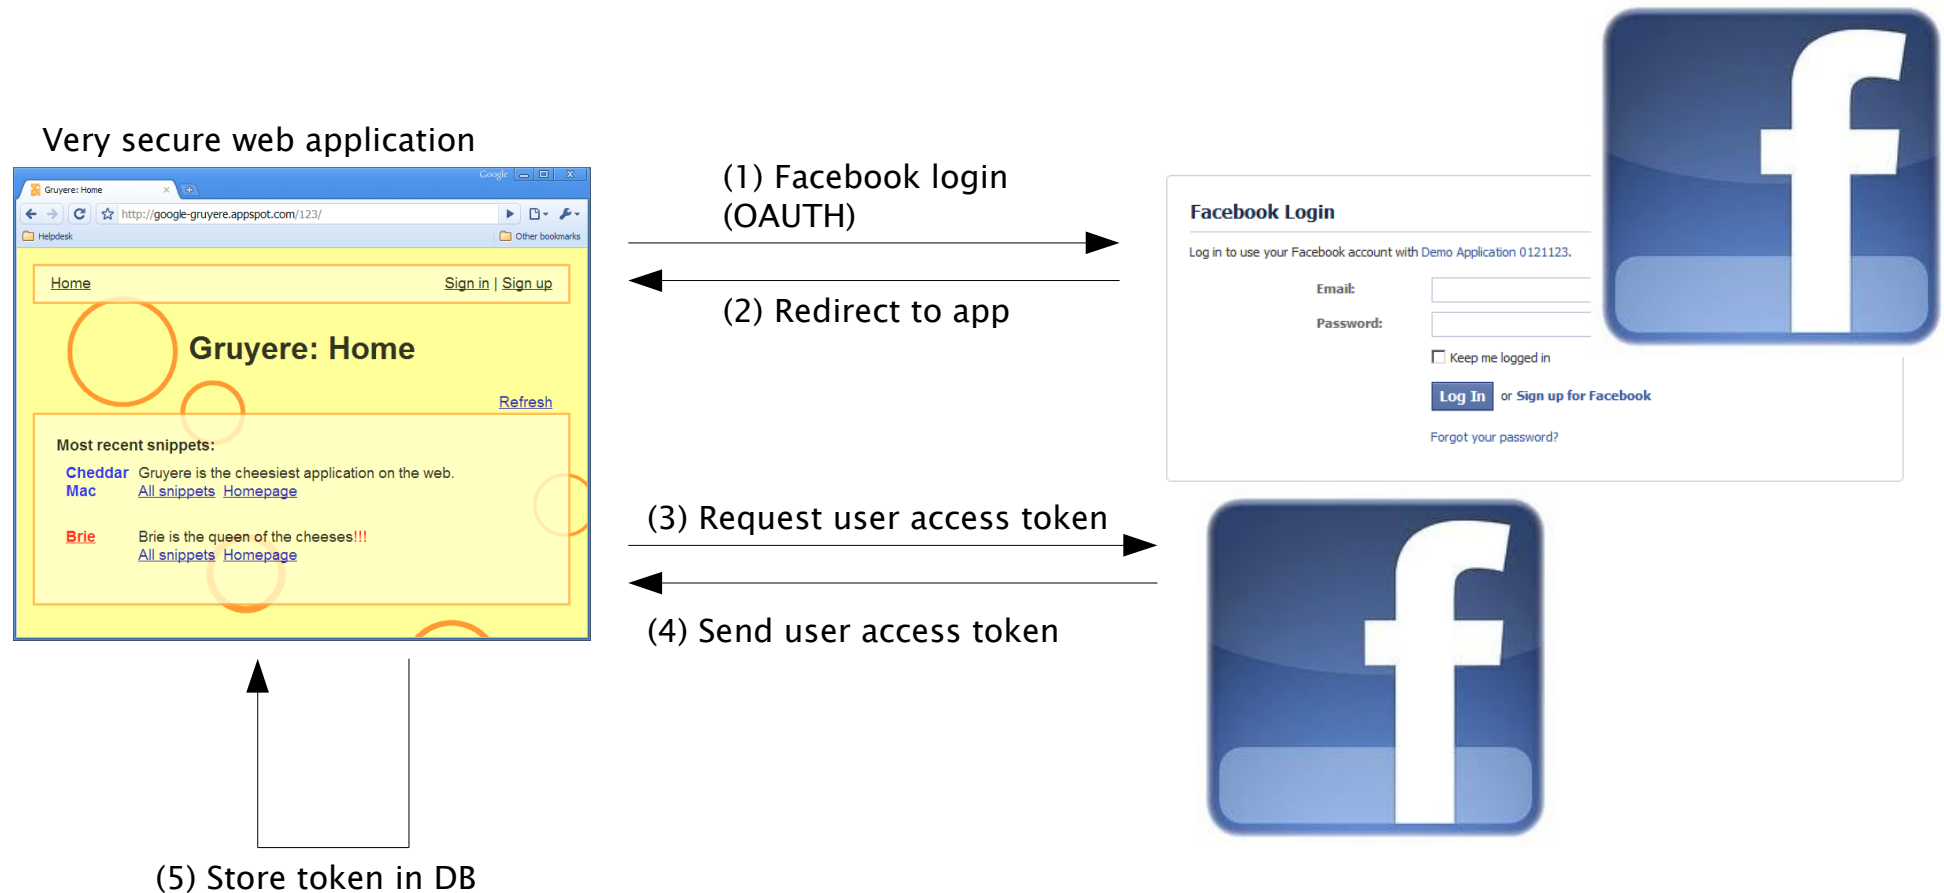 Very secure web application
Google
Gruyere: Home
http://google-gruyere.appspot.com/123/
Helpdesk
Other bookmarks
Home
Sign in | Sign up
Gruyere: Home
Refresh
Most recent snippets:
Cheddar Gruyere is the cheesiest application on the web.
Mac All snippets Homepage
Brie Brie is the queen of the cheeses!!!
All snippets Homepage
(1) Facebook login
(OAUTH)
(2) Redirect to app
Facebook Login
Log in to use your Facebook account with Demo Application 0121123.
Email:
Password:
Keep me logged in
Log In or Sign up for Facebook
Forgot your password?
f
(3) Request user access token
(4) Send user access token
f
(5) Store token in DB